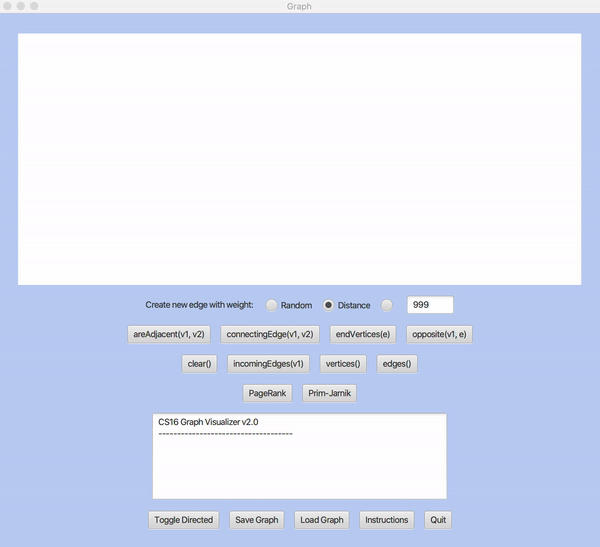 Graph
Create new edge with weight: Random Distance 999
areAdjacent(v1, v2) connectingEdge(v1, v2) endVertices(e) opposite(v1, e)
clear() incomingEdges(v1) vertices() edges()
PageRank Prim-Jarnik
CS16 Graph Visualizer v2.0
------------------------------------
Toggle Directed Save Graph Load Graph Instructions Quit